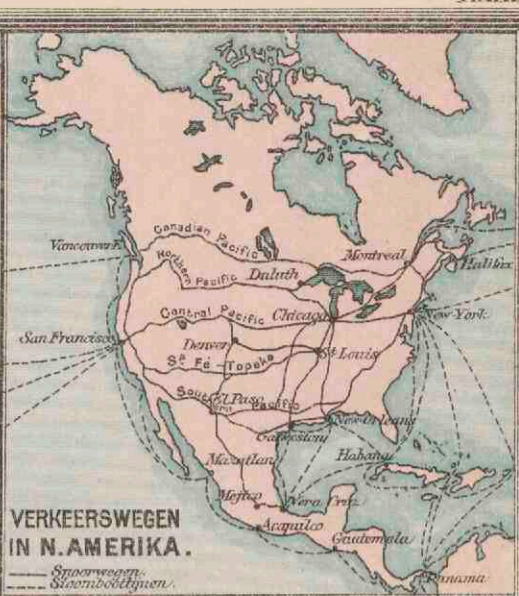 Canadian Pacific
Vancouver
Northern Pacific
Montreal
Halifax
Duluth
Central Pacific
Chicago
New-York
San Francisco
Denver
St. Louis
Sa. Fé-Topeka
El Paso
South Pacific
New-Orleans
Galveston
Habana
Mazatlan
Mejico
Vera Cruz
Acapulco
Guatemala
Panama
VERKEERSWEGEN
IN N. AMERIKA.
Spoorwegen.
Stoombootlijnen.